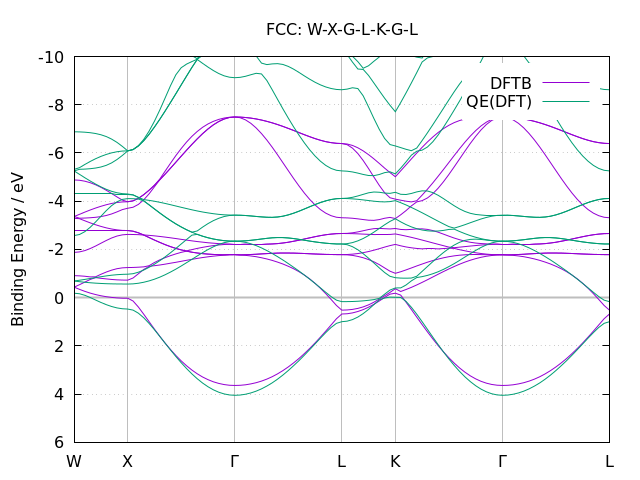 FCC: W-X-G-L-K-G-L
-10
DFTB
-8
QE(DFT)
-6
-4
-2
0
2
4
6
Binding Energy / eV
W X Γ L K Γ L